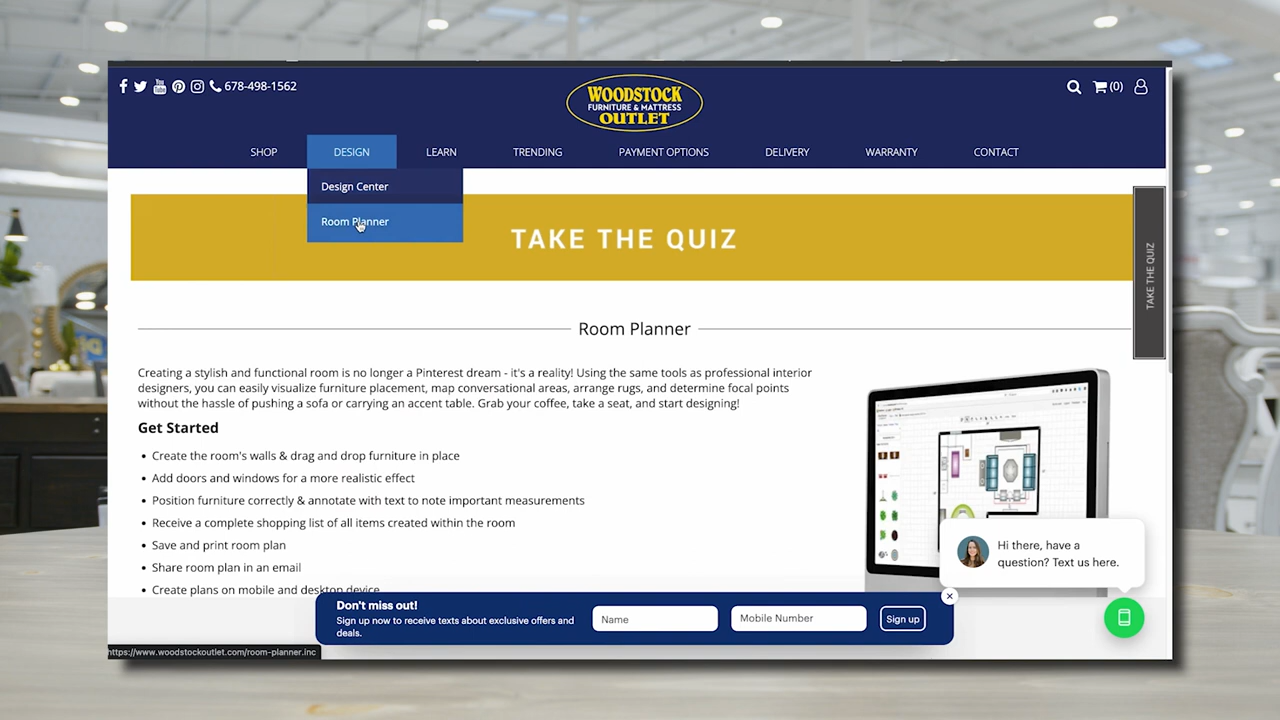 678-498-1562
WOODSTOCK
FURNITURE & MATTRESS
OUTLET
(0)
SHOP
DESIGN
LEARN
TRENDING
PAYMENT OPTIONS
DELIVERY
WARRANTY
CONTACT
Design Center
Room Planner
TAKE THE QUIZ
TAKE THE QUIZ
Room Planner
Creating a stylish and functional room is no longer a Pinterest dream - it's a reality! Using the same tools as professional interior
designers, you can easily visualize furniture placement, map conversational areas, arrange rugs, and determine focal points
without the hassle of pushing a sofa or carrying an accent table. Grab your coffee, take a seat, and start designing!
Get Started
• Create the room's walls & drag and drop furniture in place
• Add doors and windows for a more realistic effect
• Position furniture correctly & annotate with text to note important measurements
• Receive a complete shopping list of all items created within the room
• Save and print room plan
• Share room plan in an email
• Create plans on mobile and desktop device
Hi there, have a
question? Text us here.
Don't miss out!
Sign up now to receive texts about exclusive offers and
deals.
Name
Mobile Number
Sign up
https://www.woodstockoutlet.com/room-planner.inc